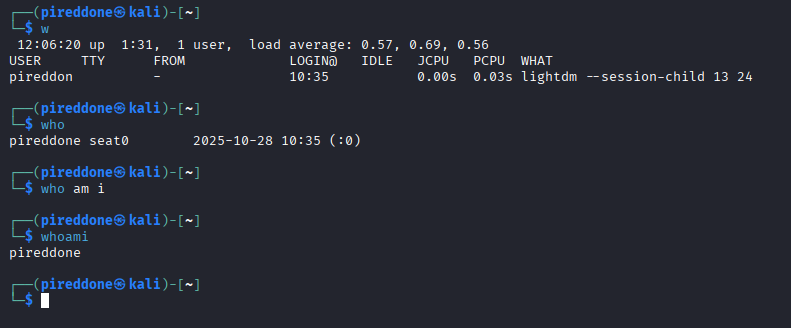 ┌──(pireddone㉿kali)-[~]
└─$ w
 12:06:20 up  1:31,  1 user,  load average: 0.57, 0.69, 0.56
USER     TTY      FROM             LOGIN@   IDLE   JCPU   PCPU  WHAT
pireddon          -                10:35           0.00s  0.03s lightdm --session-child 13 24
┌──(pireddone㉿kali)-[~]
└─$ who
pireddone seat0        2025-10-28 10:35 (:0)
┌──(pireddone㉿kali)-[~]
└─$ who am i
┌──(pireddone㉿kali)-[~]
└─$ whoami
pireddone
┌──(pireddone㉿kali)-[~]
└─$